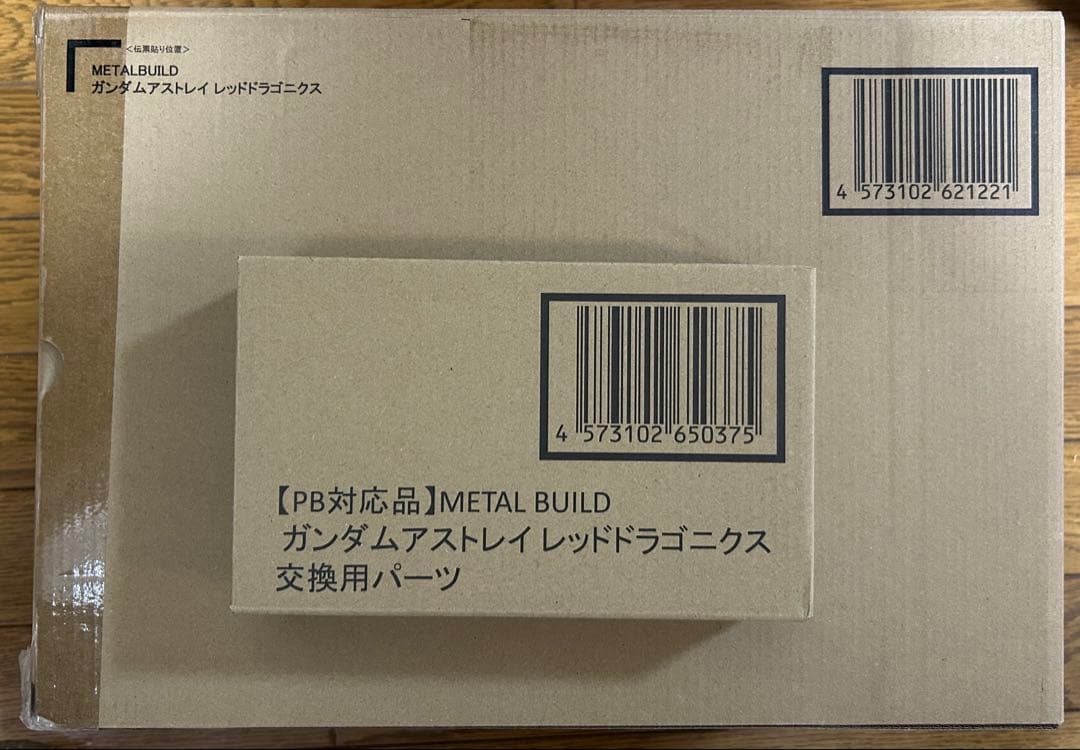 <伝票貼り位置>
METALBUILD
ガンダムアストレイ レッドドラゴニクス
4 573102 621221
4 573102 650375
【PB対応品】METAL BUILD
ガンダムアストレイ レッドドラゴニクス
交換用パーツ